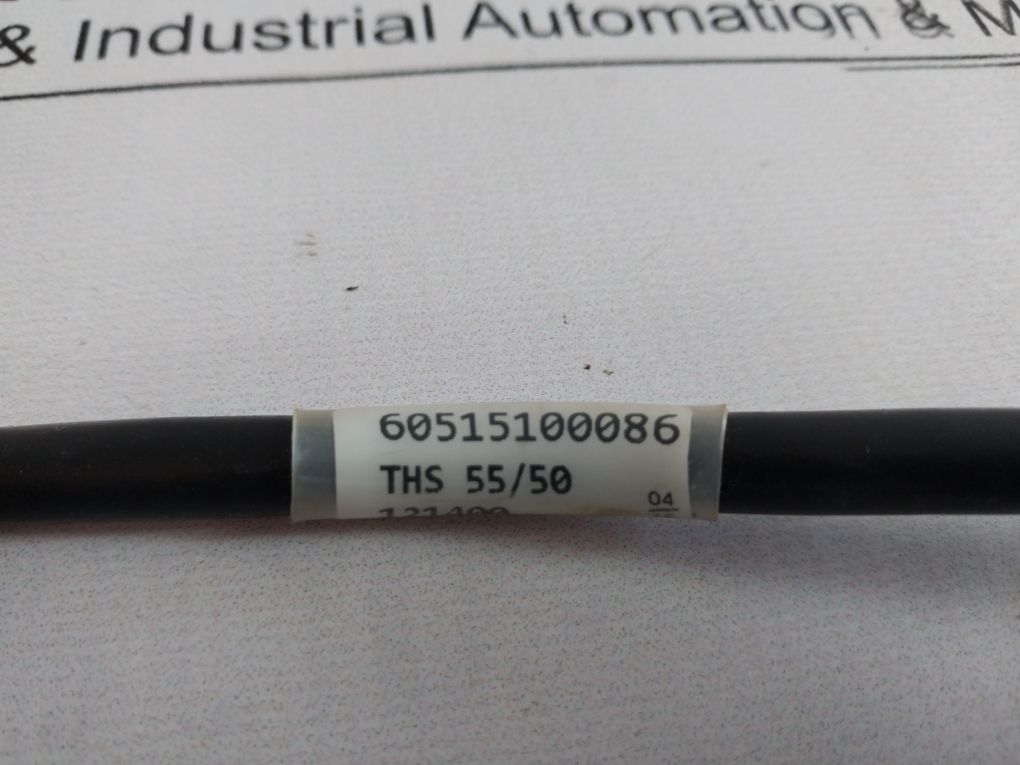 & Industrial Automation & M
60515100086
THS 55/50
04